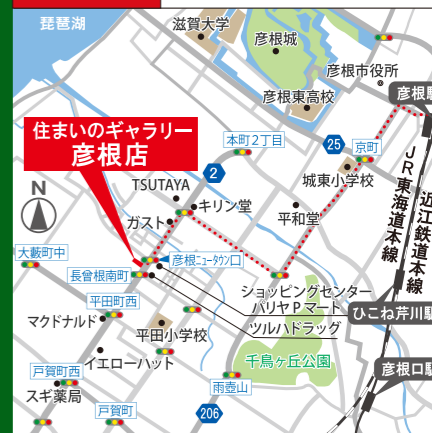 琵琶湖
滋賀大学
彦根城
彦根市役所
彦根東高校
彦根駅
住まいのギャラリー
彦根店
本町2丁目
25
京町
城東小学校
2
TSUTAYA
キリン堂
ガスト
平和堂
N
JR東海道本線
近江鉄道本線
大藪町中
彦根ニュータウン口
長曽根南町
ショッピングセンター
パリヤPマート
ひこね芹川駅
平田町西
マクドナルド
平田小学校
ツルハドラッグ
イエローハット
千鳥ヶ丘公園
彦根口駅
戸賀町西
スギ薬局
雨壺山
戸賀町
206